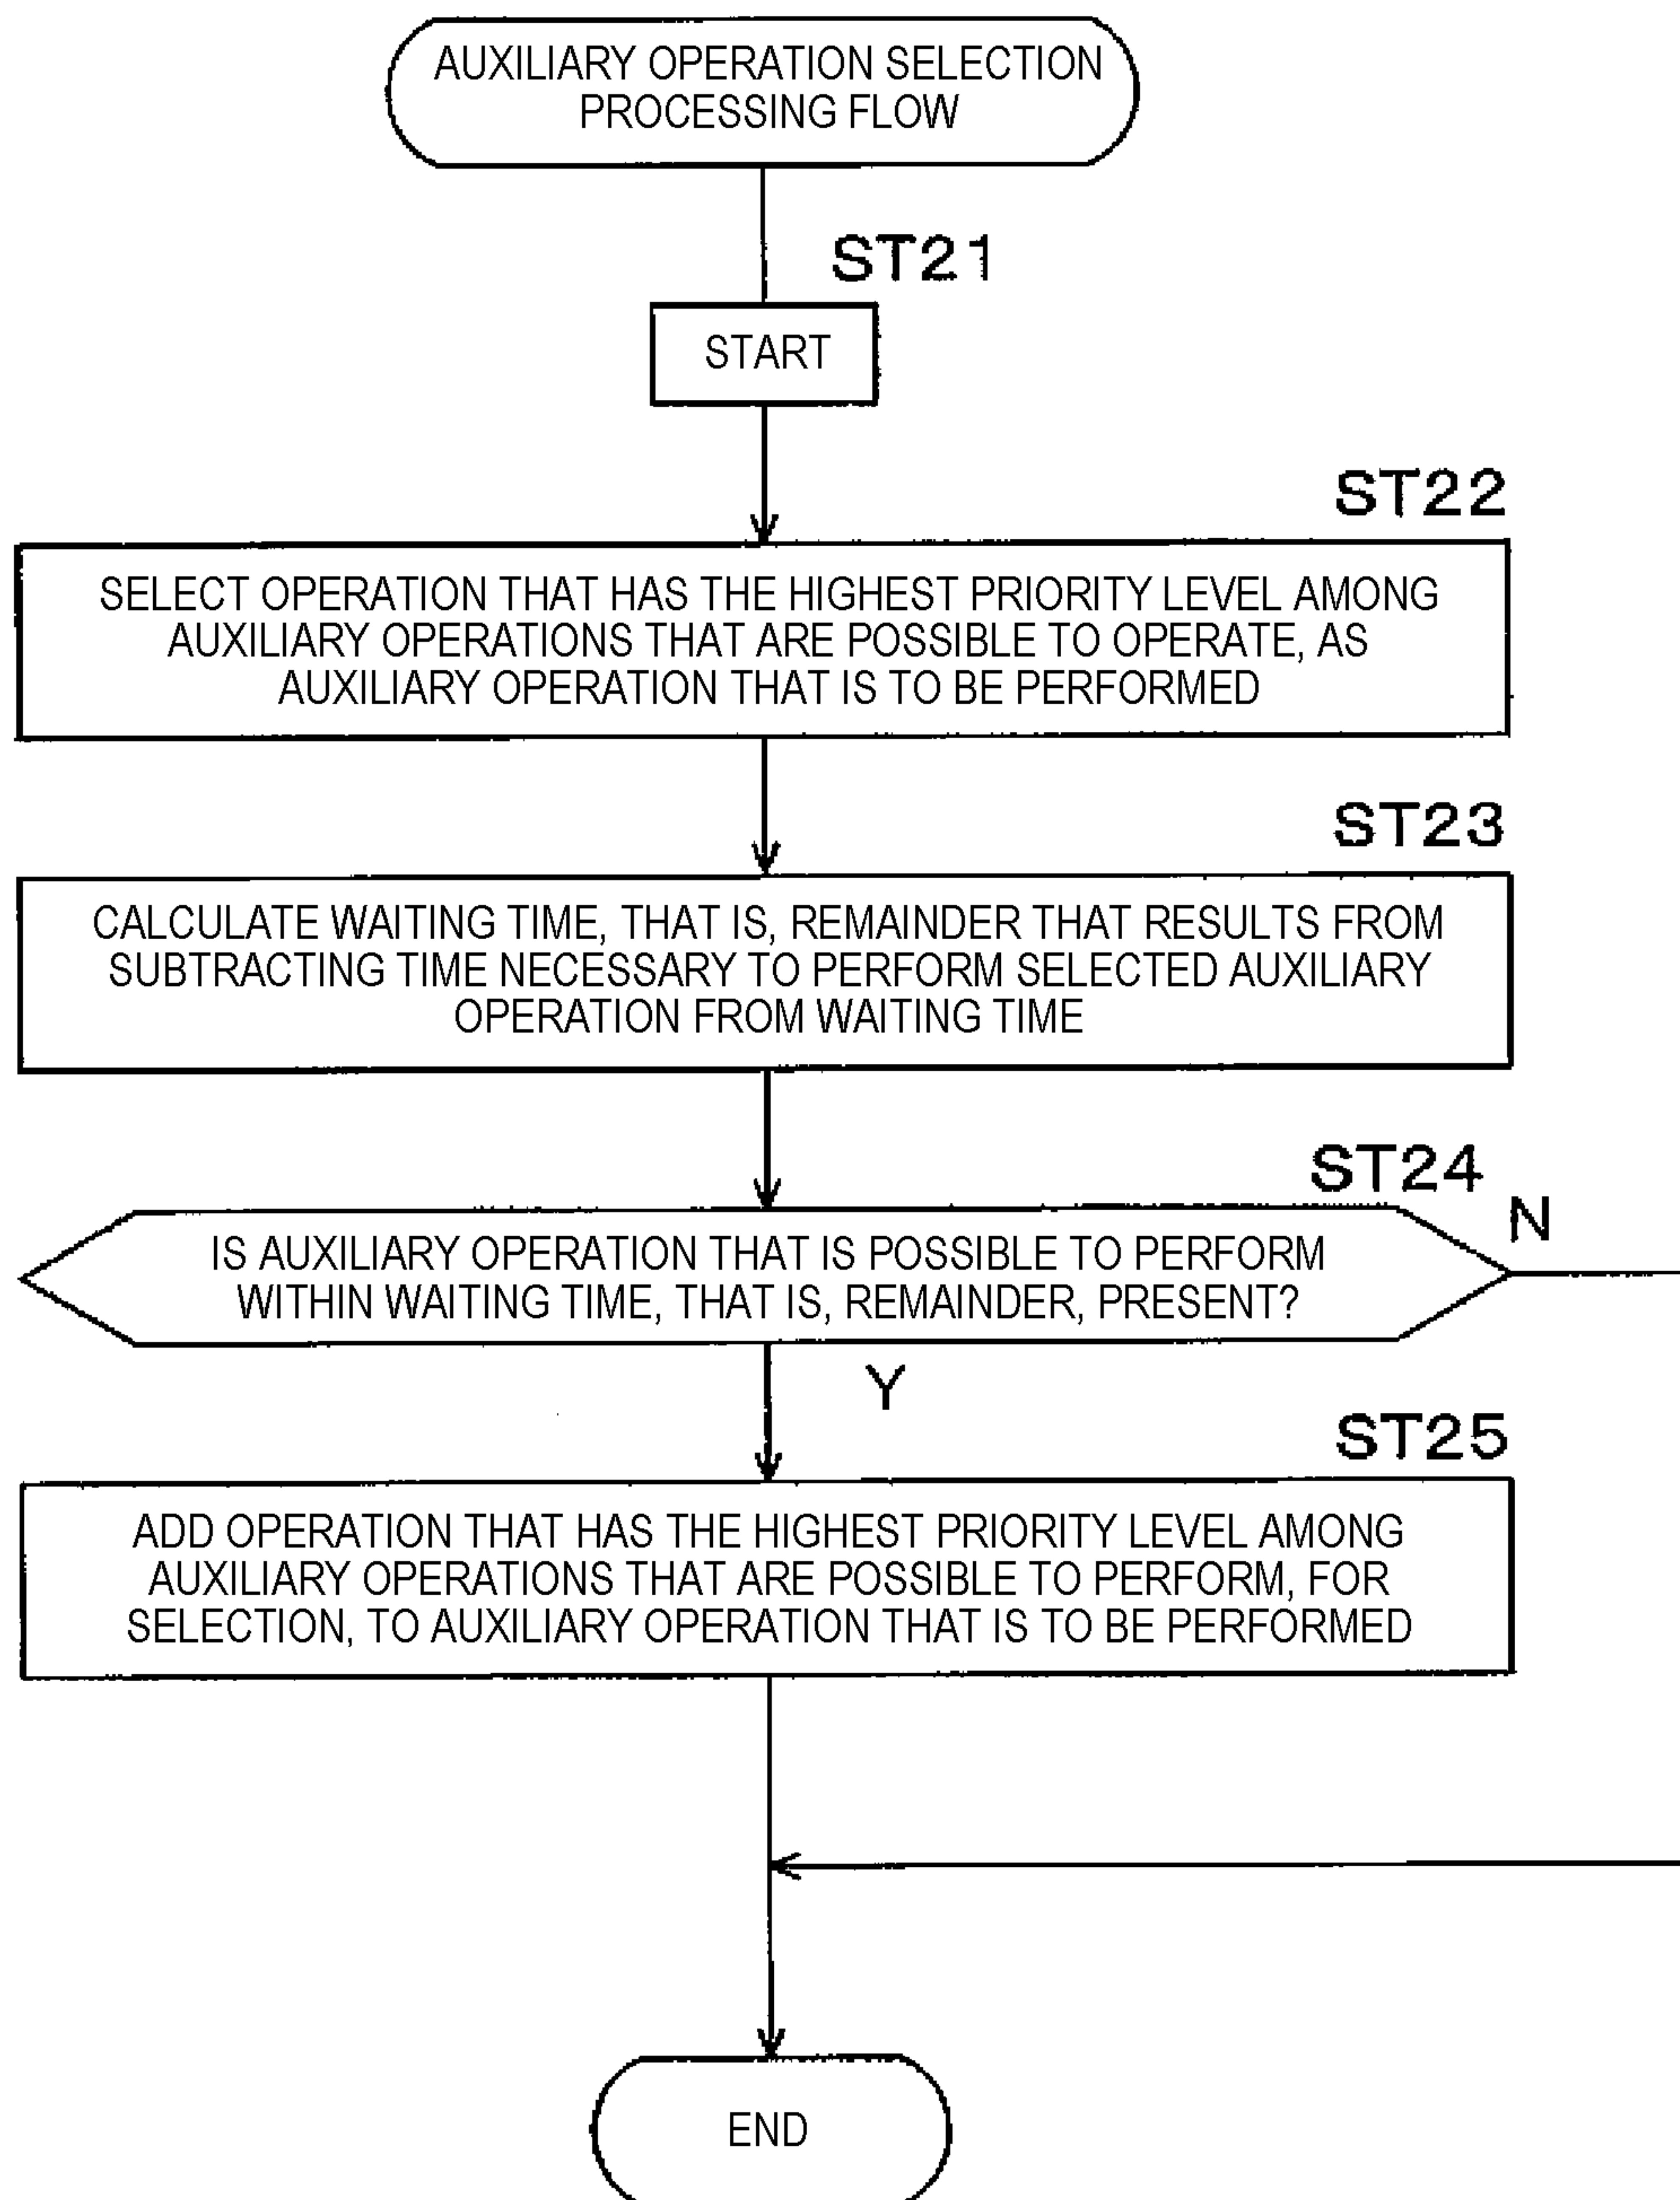 AUXILIARY OPERATION SELECTION
PROCESSING FLOW
ST21
START
ST22
SELECT OPERATION THAT HAS THE HIGHEST PRIORITY LEVEL AMONG
AUXILIARY OPERATIONS THAT ARE POSSIBLE TO OPERATE, AS
AUXILIARY OPERATION THAT IS TO BE PERFORMED
ST23
CALCULATE WAITING TIME, THAT IS, REMAINDER THAT RESULTS FROM
SUBTRACTING TIME NECESSARY TO PERFORM SELECTED AUXILIARY
OPERATION FROM WAITING TIME
ST24
N
IS AUXILIARY OPERATION THAT IS POSSIBLE TO PERFORM
WITHIN WAITING TIME, THAT IS, REMAINDER, PRESENT?
Y
ST25
ADD OPERATION THAT HAS THE HIGHEST PRIORITY LEVEL AMONG
AUXILIARY OPERATIONS THAT ARE POSSIBLE TO PERFORM, FOR
SELECTION, TO AUXILIARY OPERATION THAT IS TO BE PERFORMED
END